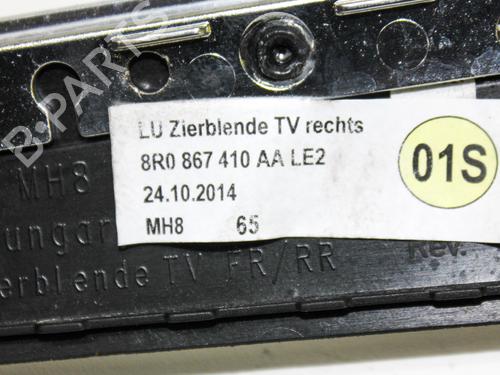 LU Zierblende TV rechts
8R0 867 410 AA LE2
24.10.2014
MH8 65
01S
MH8
ungar
erblende TV FR/RR
Rev.
B-PARTS